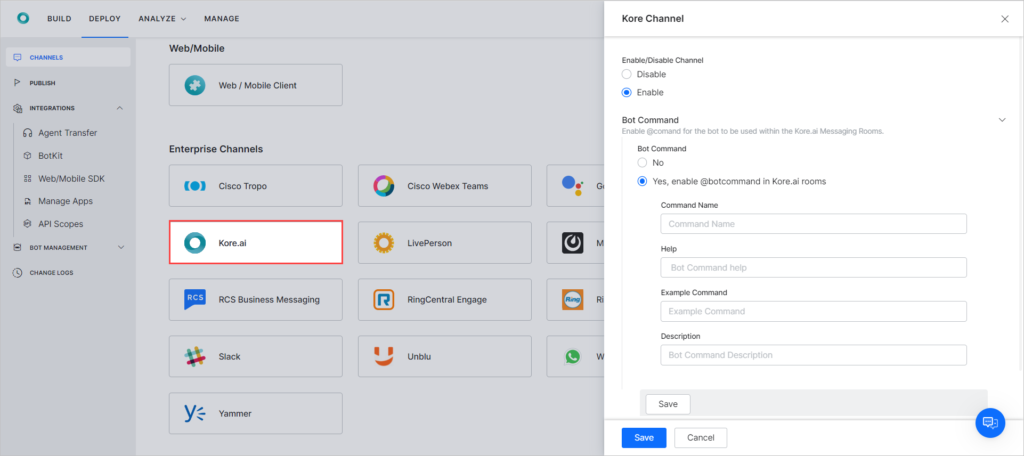 BUILD
DEPLOY
ANALYZE
MANAGE
CHANNELS
PUBLISH
INTEGRATIONS
Agent Transfer
BotKit
Web/Mobile SDK
Manage Apps
API Scopes
BOT MANAGEMENT
CHANGE LOGS
Web/Mobile
Web / Mobile Client
Enterprise Channels
Cisco Tropo
Cisco Webex Teams
Go
Kore.ai
LivePerson
M
RCS
RCS Business Messaging
RingCentral Engage
Ring
Ri
Slack
Unblu
W
Yammer
Kore Channel
Enable/Disable Channel
Disable
Enable
Bot Command
Enable @comand for the bot to be used within the Kore.ai Messaging Rooms.
Bot Command
No
Yes, enable @botcommand in Kore.ai rooms
Command Name
Command Name
Help
Bot Command help
Example Command
Example Command
Description
Bot Command Description
Save
Save
Cancel